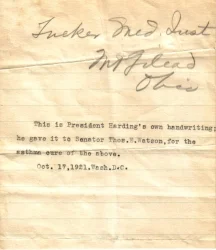 Tucker Med. Inst
Mt Gilead
Ohio
This is President Harding's own handwriting;
he gave it to Senator Thos.E.Watson,for the
asthma cure of the above.
Oct. 17,1921.Wash.D.C.